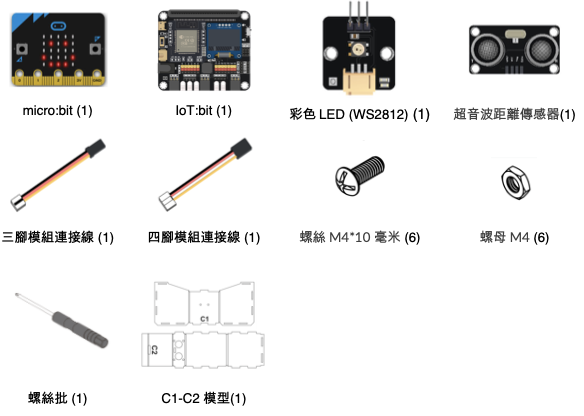 micro:bit (1)
IoT:bit (1)
彩色 LED (WS2812) (1)
超音波距離傳感器(1)
三腳模組連接線 (1)
四腳模組連接線 (1)
螺絲 M4*10 毫米 (6)
螺母 M4 (6)
C1
C2
螺絲批 (1)
C1-C2 模型(1)